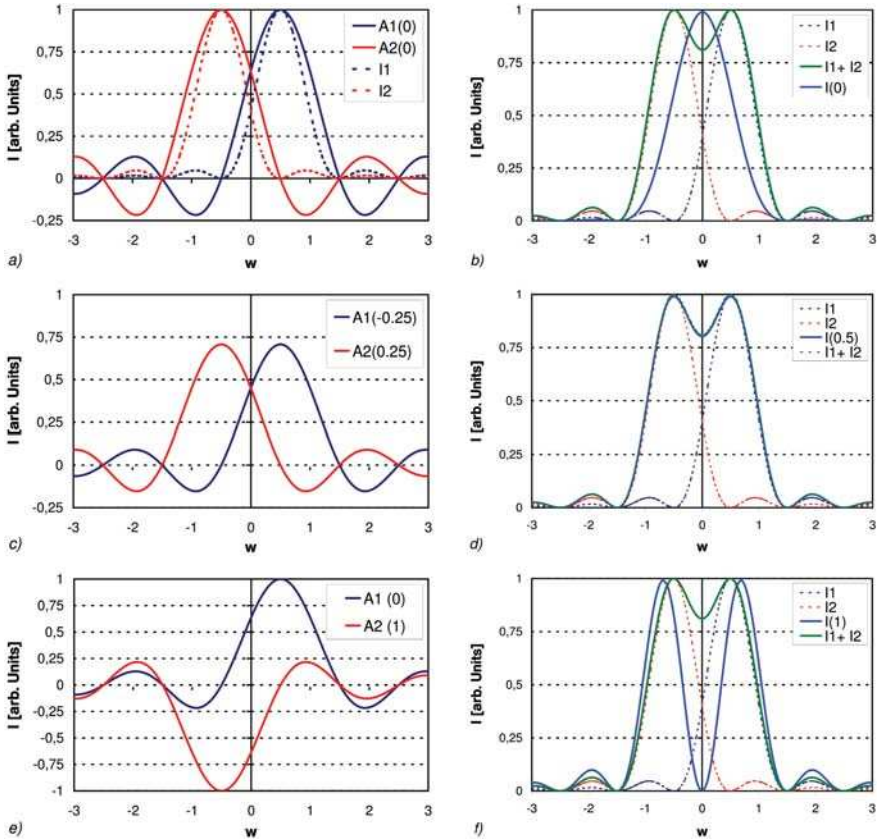 1
0,75
0,5
0,25
0
-0,25
I [arb. Units]
-3 -2 -1 0 1 2 3
w
A1(0)
A2(0)
I1
I2
a)
1
0,75
0,5
0,25
0
I [arb. Units]
-3 -2 -1 0 1 2 3
w
I1
I2
I1+ I2
I(0)
b)
1
0,75
0,5
0,25
0
-0,25
I [arb. Units]
-3 -2 -1 0 1 2 3
w
A1(-0.25)
A2(0.25)
c)
1
0,75
0,5
0,25
0
I [arb. Units]
-3 -2 -1 0 1 2 3
w
I1
I2
I(0.5)
I1+ I2
d)
1
0,75
0,5
0,25
0
-0,25
-0,5
-0,75
-1
I [arb. Units]
-3 -2 -1 0 1 2 3
w
A1 (0)
A2 (1)
e)
1
0,75
0,5
0,25
0
I [arb. Units]
-3 -2 -1 0 1 2 3
w
I1
I2
I(1)
I1+ I2
f)